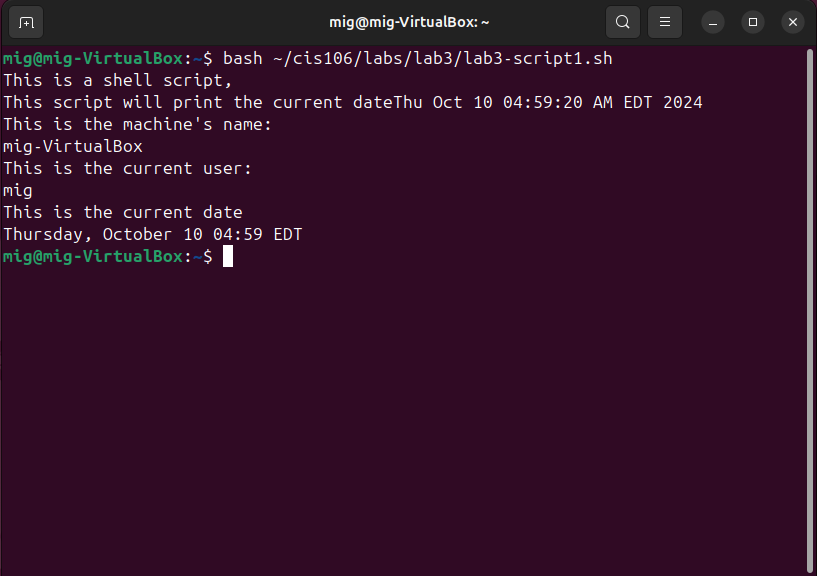 mig@mig-VirtualBox: ~
mig@mig-VirtualBox:~$ bash ~/cis106/labs/lab3/lab3-script1.sh
This is a shell script,
This script will print the current dateThu Oct 10 04:59:20 AM EDT 2024
This is the machine's name:
mig-VirtualBox
This is the current user:
mig
This is the current date
Thursday, October 10 04:59 EDT
mig@mig-VirtualBox:~$